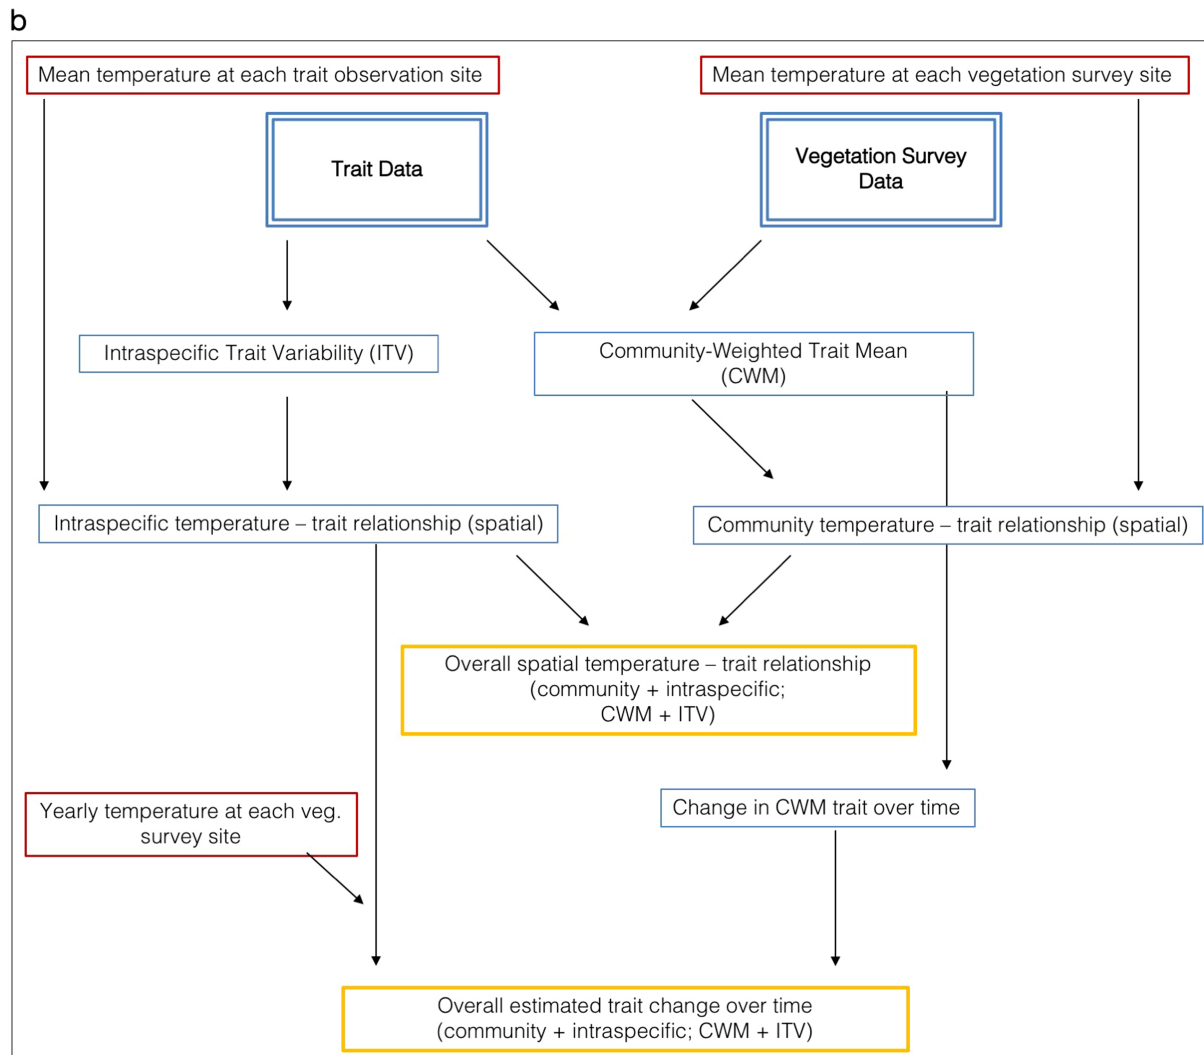 b
Mean temperature at each trait observation site
Mean temperature at each vegetation survey site
Trait Data
Vegetation Survey
Data
Intraspecific Trait Variability (ITV)
Community-Weighted Trait Mean
(CWM)
Intraspecific temperature – trait relationship (spatial)
Community temperature – trait relationship (spatial)
Overall spatial temperature – trait relationship
(community + intraspecific;
CWM + ITV)
Yearly temperature at each veg.
survey site
Change in CWM trait over time
Overall estimated trait change over time
(community + intraspecific; CWM + ITV)